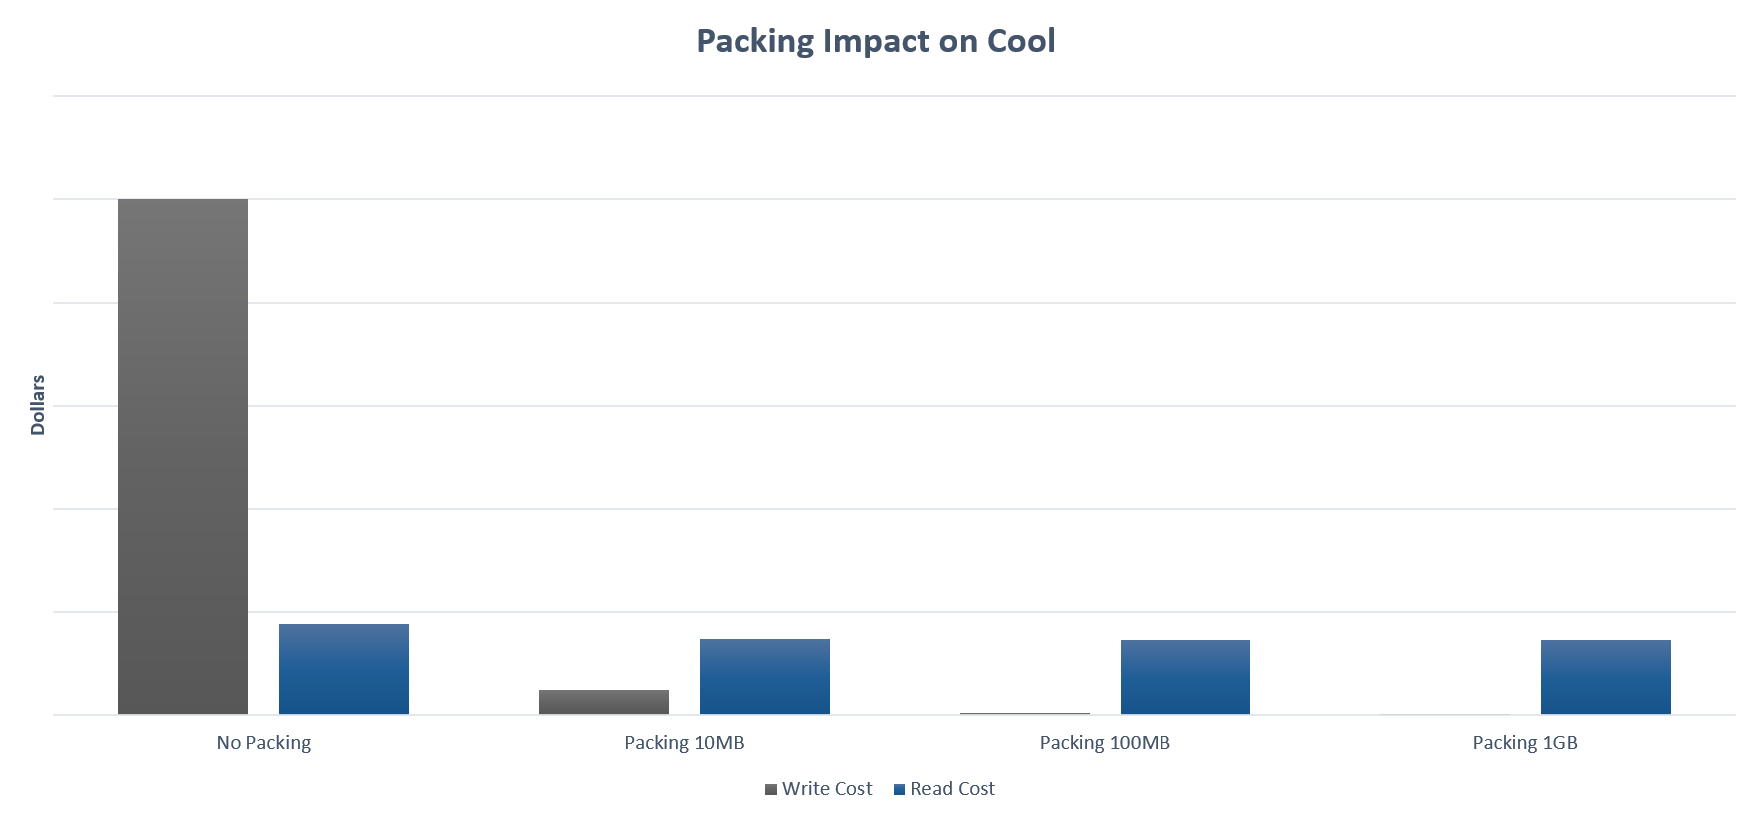 Packing Impact on Cool
Dollars
No Packing
Packing 10MB
Packing 100MB
Packing 1GB
Write Cost
Read Cost